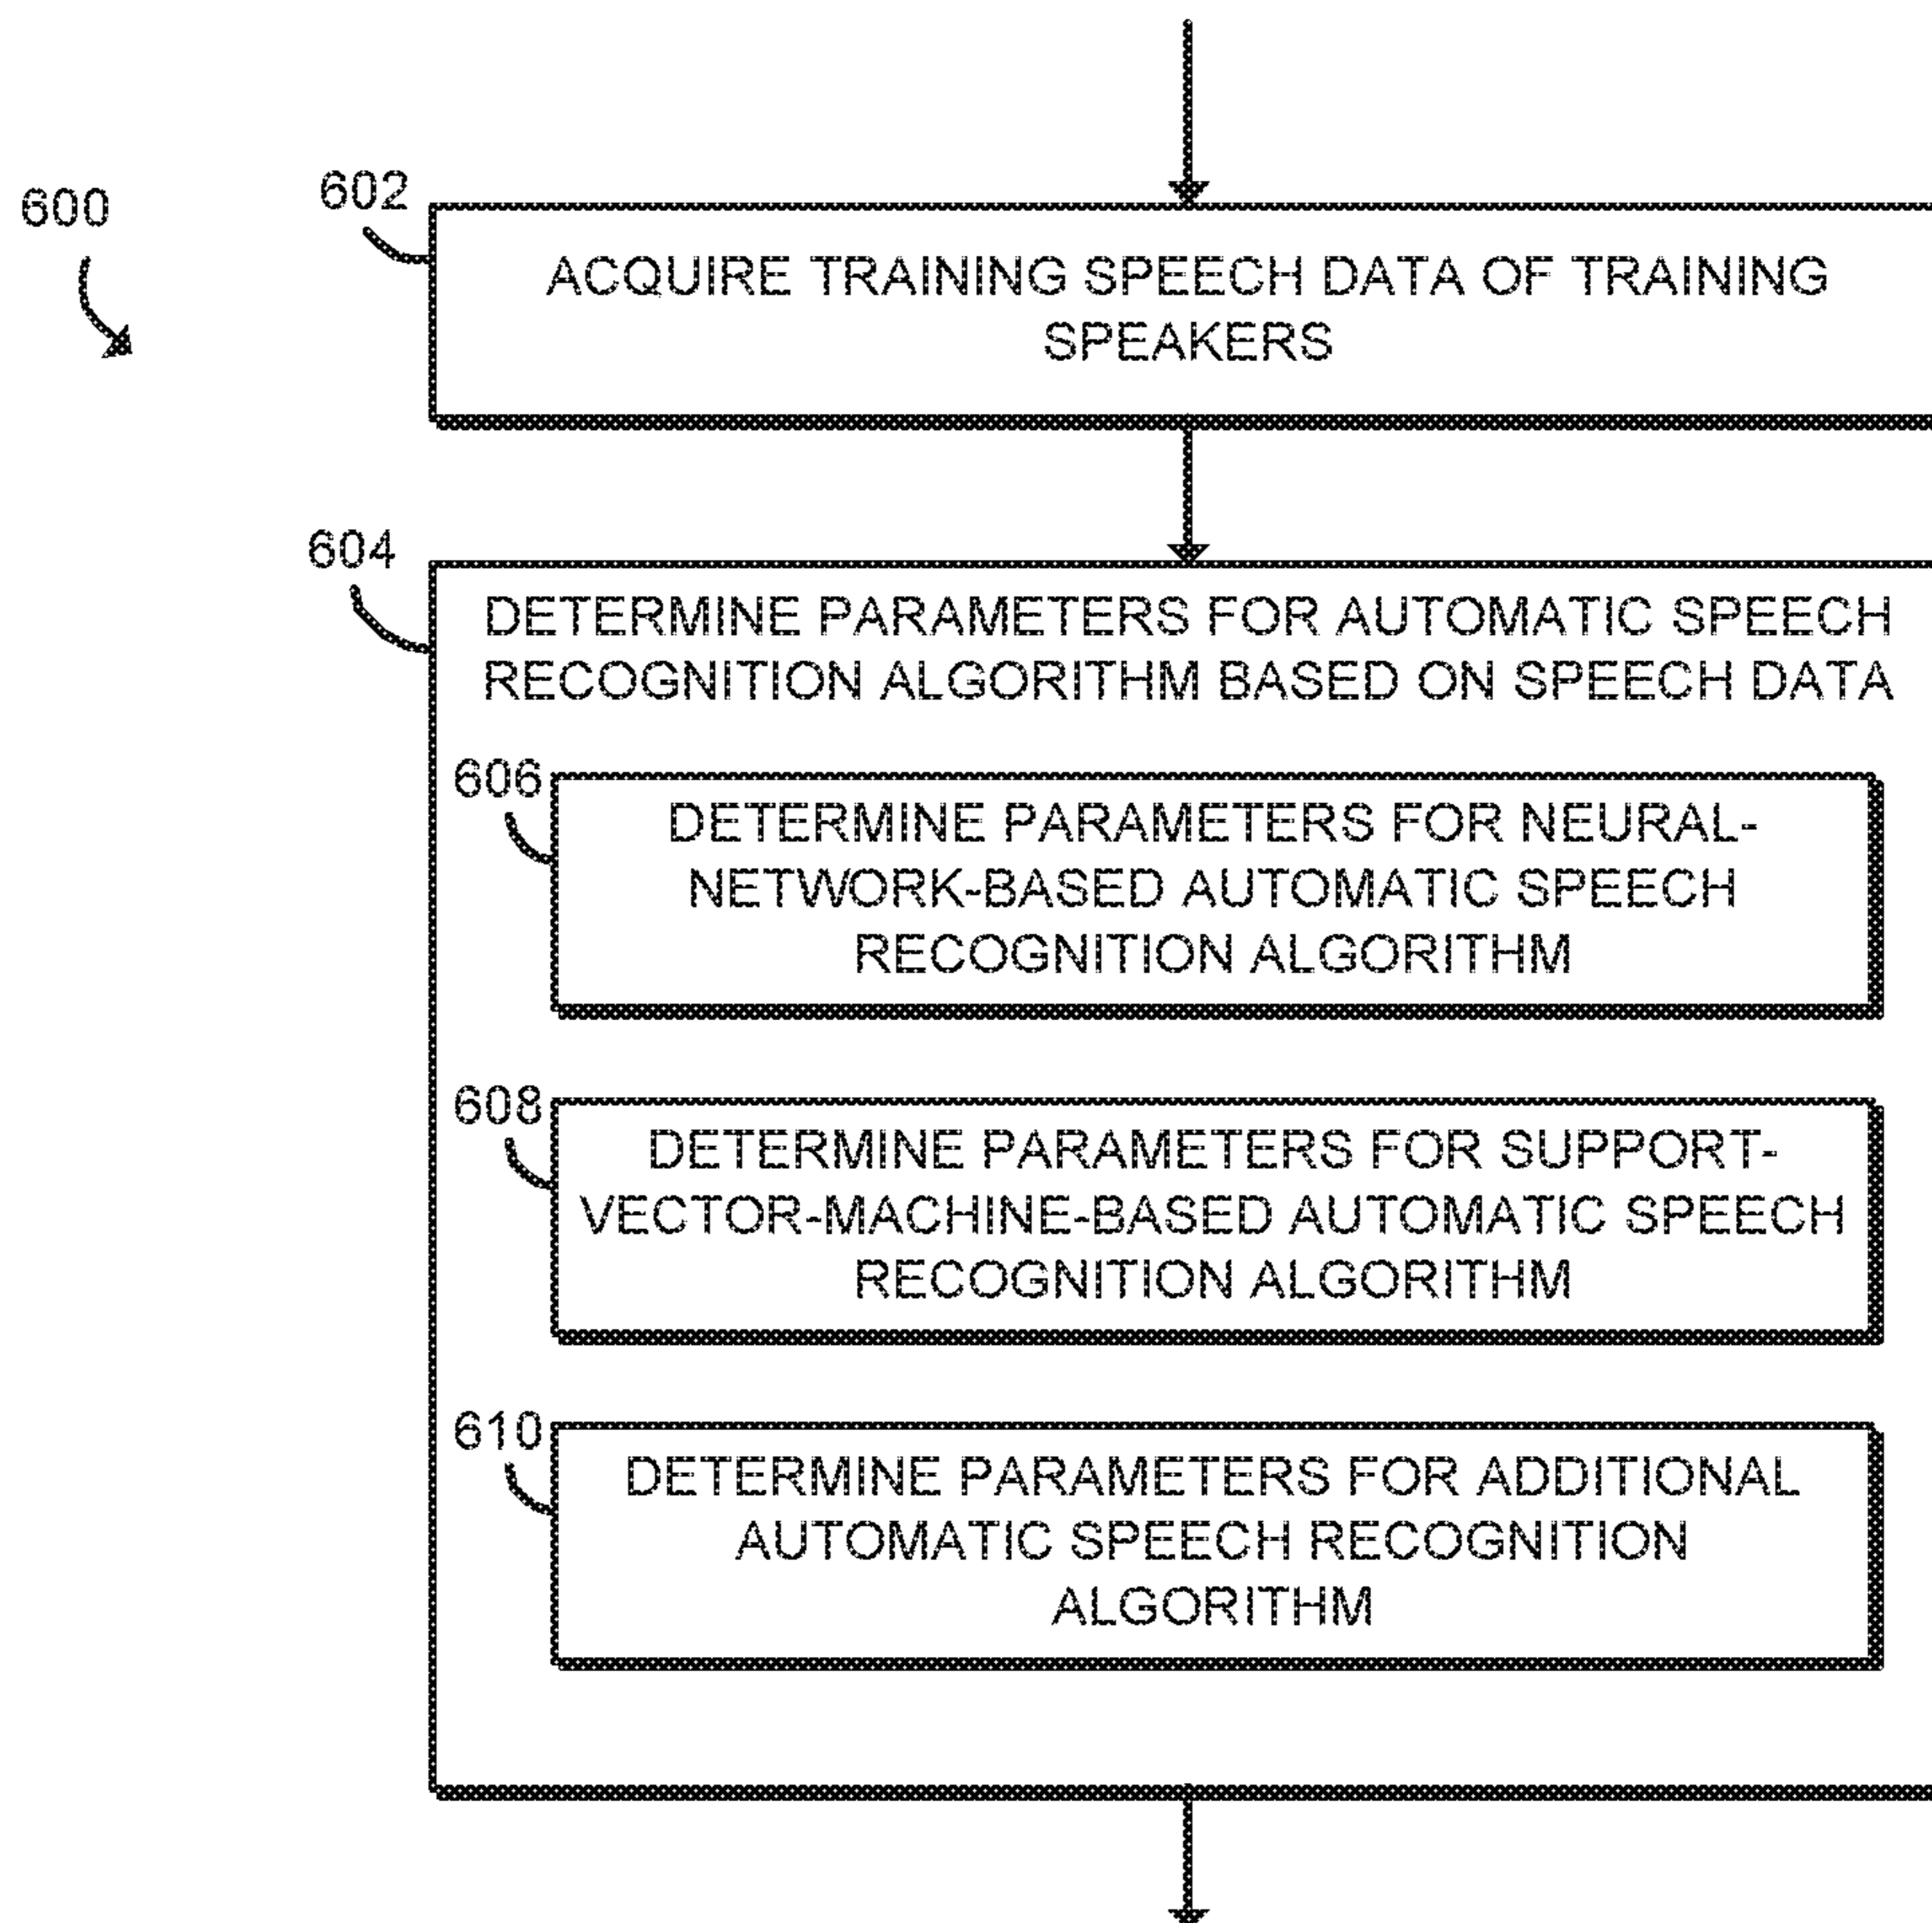 600
602
ACQUIRE TRAINING SPEECH DATA OF TRAINING
SPEAKERS
604
DETERMINE PARAMETERS FOR AUTOMATIC SPEECH
RECOGNITION ALGORITHM BASED ON SPEECH DATA
606
DETERMINE PARAMETERS FOR NEURAL-
NETWORK-BASED AUTOMATIC SPEECH
RECOGNITION ALGORITHM
608
DETERMINE PARAMETERS FOR SUPPORT-
VECTOR-MACHINE-BASED AUTOMATIC SPEECH
RECOGNITION ALGORITHM
610
DETERMINE PARAMETERS FOR ADDITIONAL
AUTOMATIC SPEECH RECOGNITION
ALGORITHM